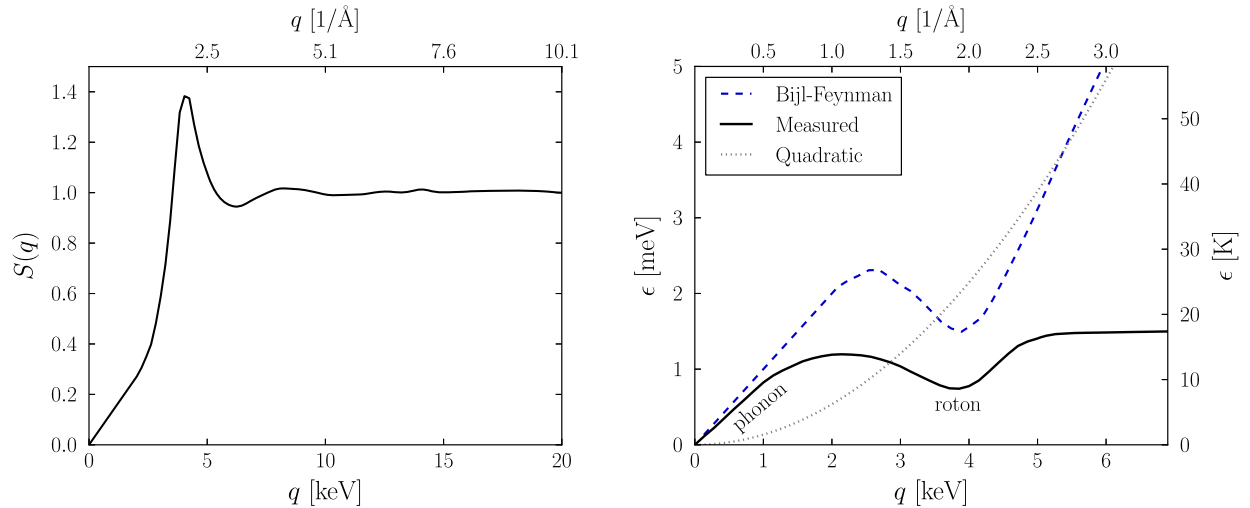 q [1/Å]
2.5 5.1 7.6 10.1
1.4
1.2
1.0
0.8
0.6
0.4
0.2
0.0
S(q)
0 5 10 15 20
q [keV]
q [1/Å]
0.5 1.0 1.5 2.0 2.5 3.0
Bijl-Feynman
Measured
Quadratic
5
4
3
2
1
0
ϵ [meV]
phonon
roton
50
40
30
20
10
0
ϵ [K]
0 1 2 3 4 5 6
q [keV]